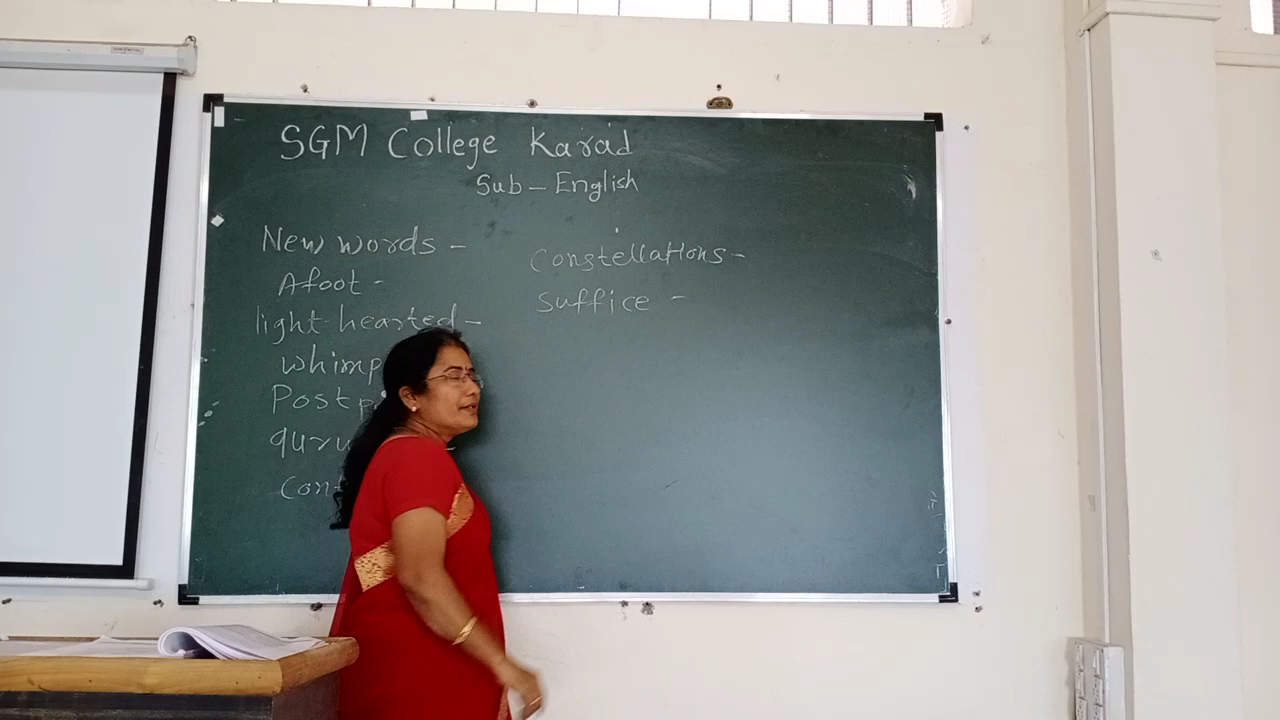 SGM College Karad
Sub - English
New words -
Afoot -
light hearted -
Constellations -
Suffice -